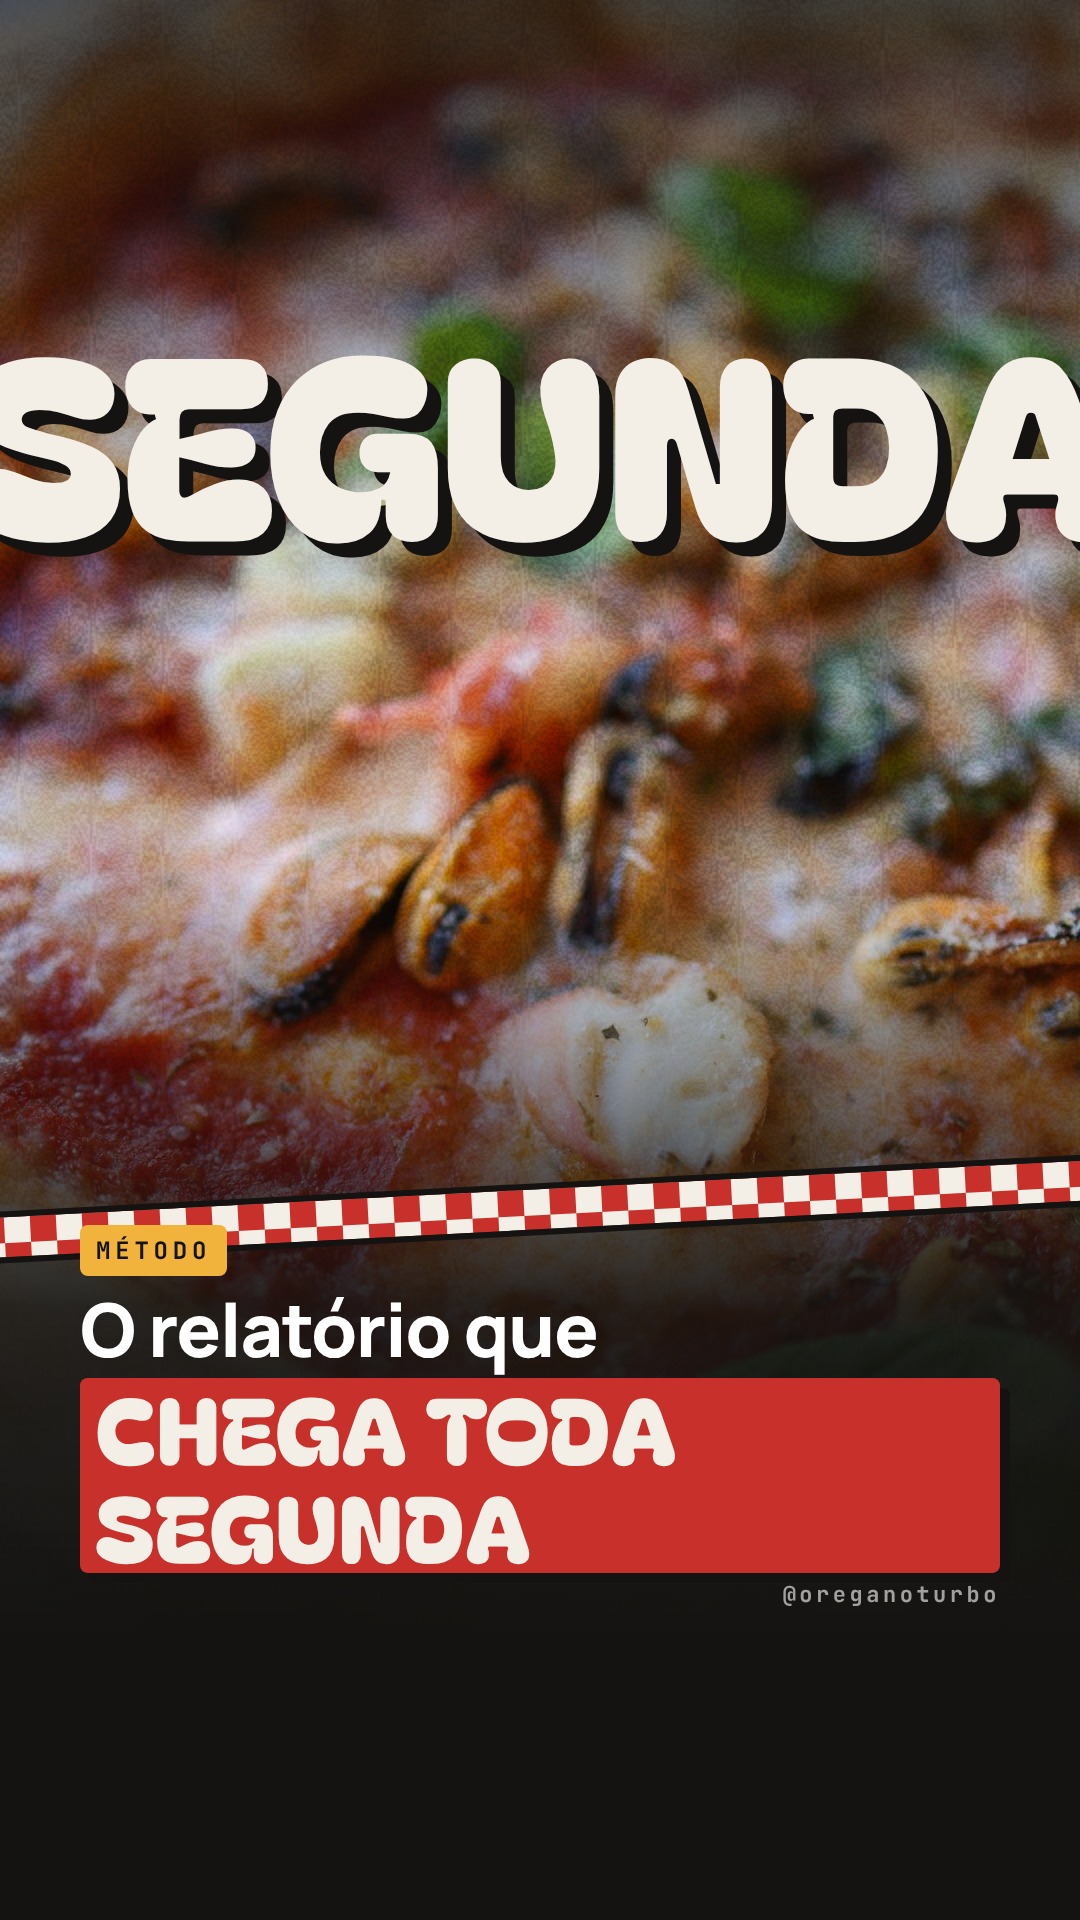 SEGUNDA
MÉTODO
O relatório que
CHEGA TODA
SEGUNDA
@oreganoturbo